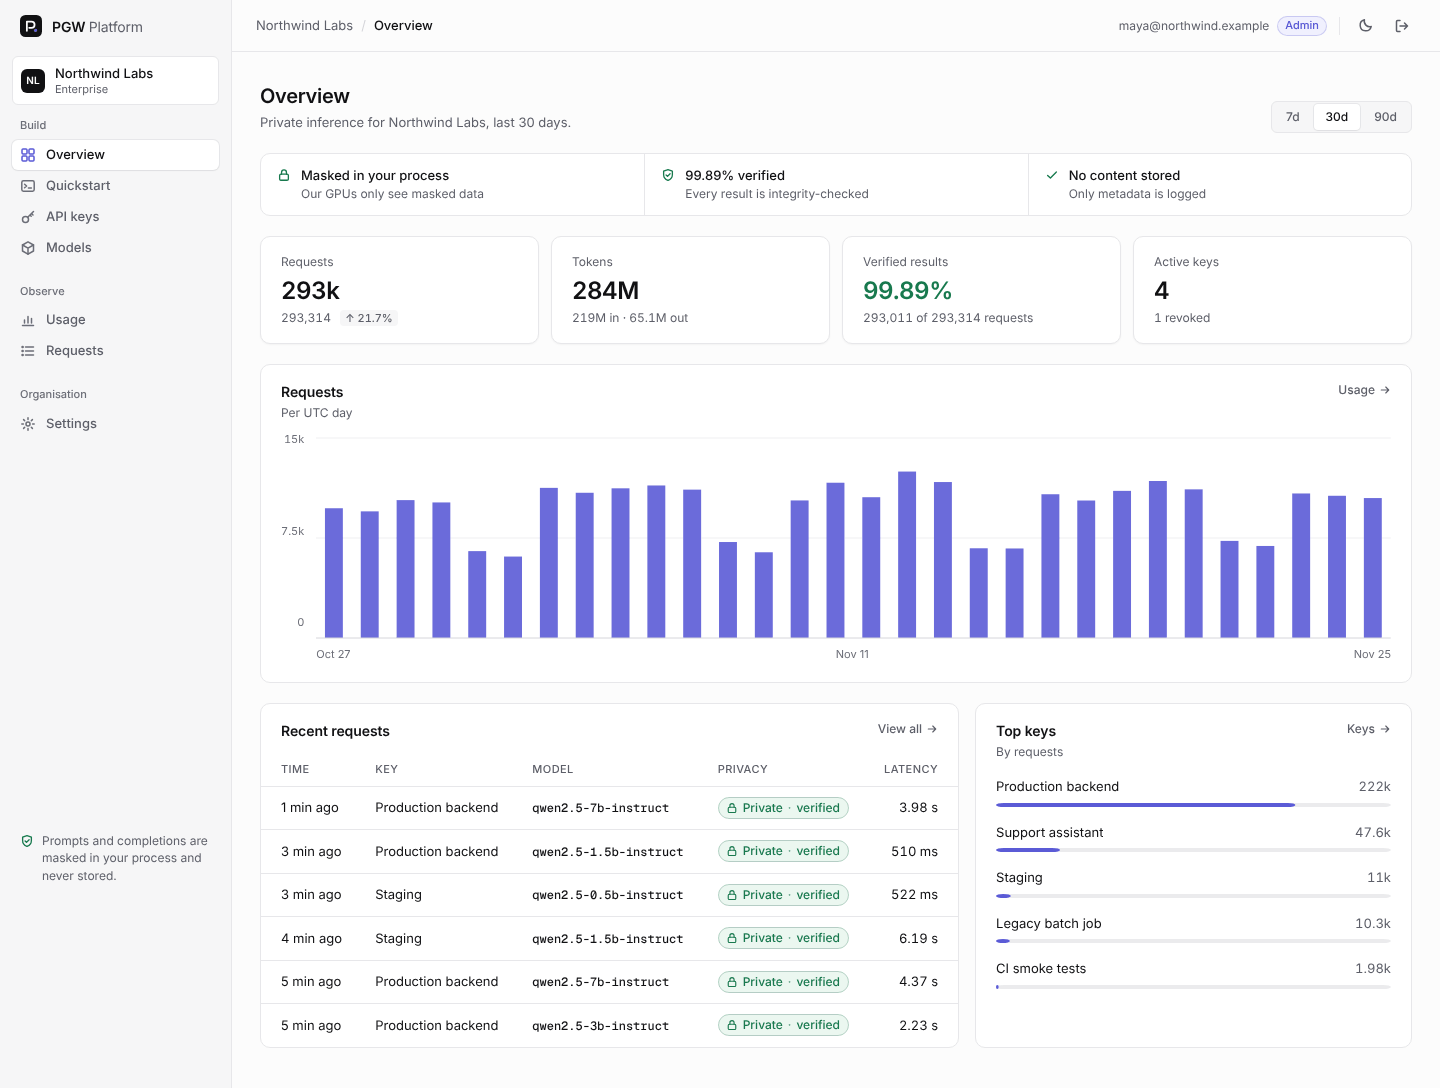 PGW Platform
Northwind Labs / Overview
maya@northwind.example Admin
NL
Northwind Labs
Enterprise
Build
Overview
Quickstart
API keys
Models
Observe
Usage
Requests
Organisation
Settings
Prompts and completions are
masked in your process and
never stored.
Overview
Private inference for Northwind Labs, last 30 days.
7d 30d 90d
Masked in your process
Our GPUs only see masked data
99.89% verified
Every result is integrity-checked
No content stored
Only metadata is logged
Requests
293k
293,314 ↑ 21.7%
Tokens
284M
219M in · 65.1M out
Verified results
99.89%
293,011 of 293,314 requests
Active keys
4
1 revoked
Requests
Usage →
Per UTC day
15k
7.5k
0
Oct 27 Nov 11 Nov 25
Recent requests
View all →
TIME KEY MODEL PRIVACY LATENCY
1 min ago Production backend qwen2.5-7b-instruct Private · verified 3.98 s
3 min ago Production backend qwen2.5-1.5b-instruct Private · verified 510 ms
3 min ago Staging qwen2.5-0.5b-instruct Private · verified 522 ms
4 min ago Staging qwen2.5-1.5b-instruct Private · verified 6.19 s
5 min ago Production backend qwen2.5-7b-instruct Private · verified 4.37 s
5 min ago Production backend qwen2.5-3b-instruct Private · verified 2.23 s
Top keys
Keys →
By requests
Production backend 222k
Support assistant 47.6k
Staging 11k
Legacy batch job 10.3k
CI smoke tests 1.98k